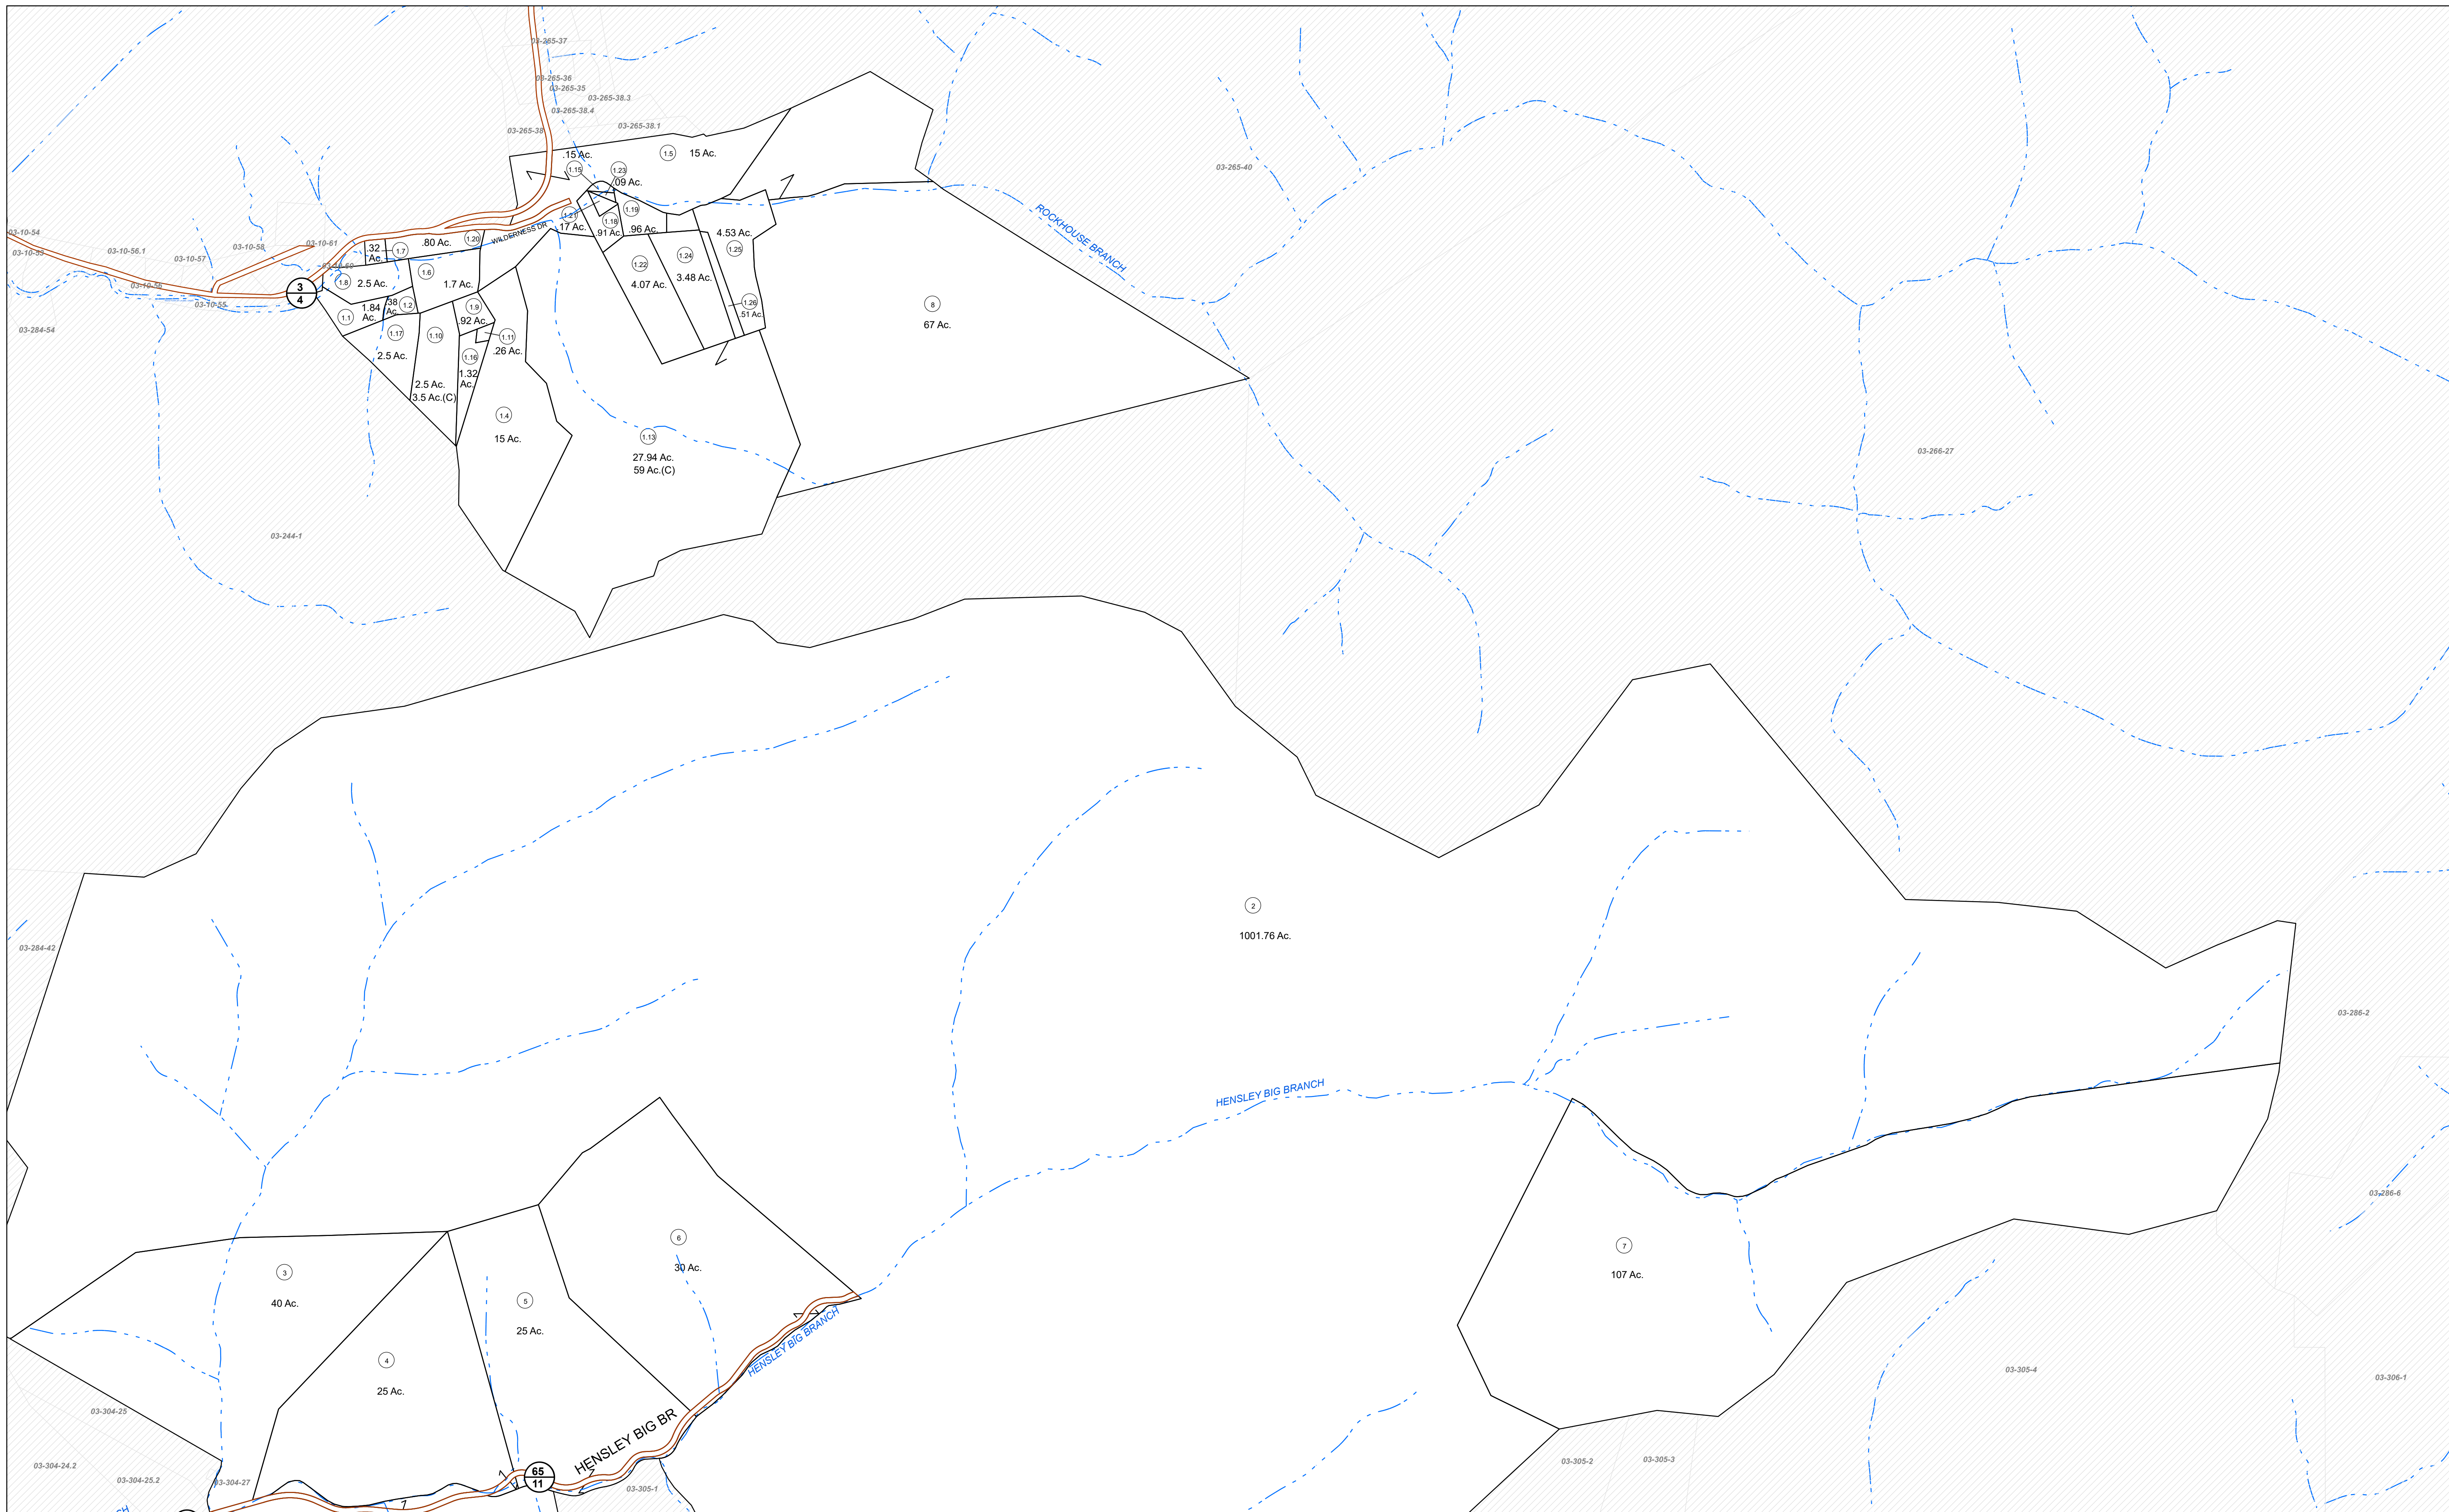 03-265-37
03-265-36
03-265-35
03-265-38.3
03-265-38.4
03-265-38
03-265-38.1
.15 Ac.
1.15
1.23
.09 Ac.
1.5
15 Ac.
03-265-40
ROCKHOUSE BRANCH
03-10-54
03-10-53
03-10-56.1
03-10-57
03-10-58
03-10-61
03-10-60
03-10-56
03-10-55
03-284-54
3
4
.32
Ac.
1.7
.80 Ac.
1.20
WILDERNESS DR
1.21
.17 Ac.
1.18
.91 Ac.
1.19
.96 Ac.
4.53 Ac.
1.25
1.8
2.5 Ac.
1.6
1.7 Ac.
1.22
4.07 Ac.
1.24
3.48 Ac.
1.26
.51 Ac.
8
67 Ac.
1.1
1.84
Ac.
.38
Ac.
1.2
1.9
.92 Ac.
1.17
2.5 Ac.
1.10
2.5 Ac.
3.5 Ac.(C)
1.11
.26 Ac.
1.16
1.32
Ac.
1.4
15 Ac.
1.13
27.94 Ac.
59 Ac.(C)
03-266-27
03-244-1
2
1001.76 Ac.
03-284-42
03-286-2
HENSLEY BIG BRANCH
03-286-6
3
40 Ac.
4
25 Ac.
5
25 Ac.
6
30 Ac.
HENSLEY BIG BRANCH
7
107 Ac.
03-305-4
03-306-1
03-304-25
HENSLEY BIG BR
65
11
03-304-24.2
03-304-25.2
03-304-27
03-305-1
03-305-2
03-305-3